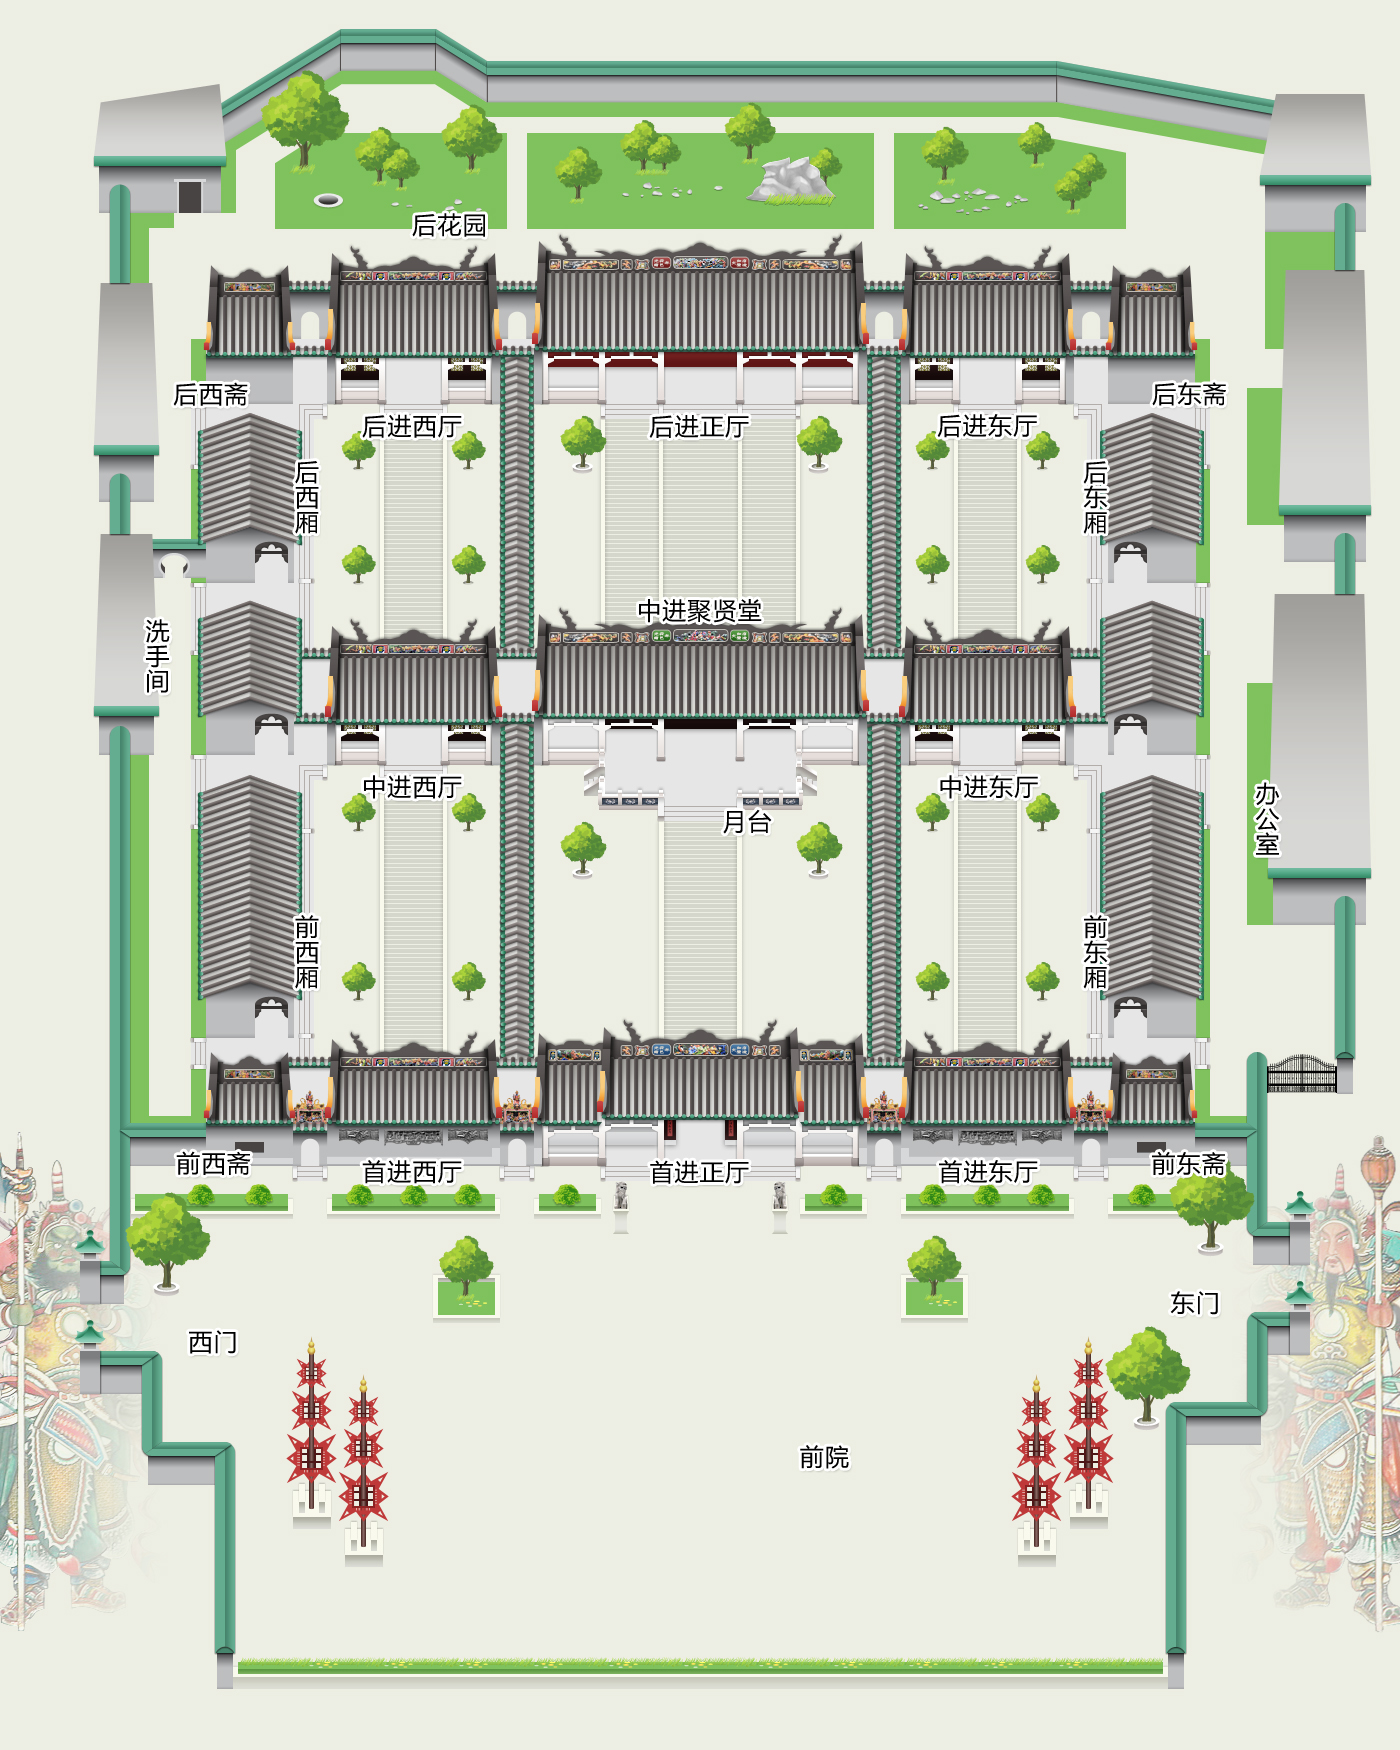 后花园
后西斋
后东斋
后进西厅
后进正厅
后进东厅
后西厢
后东厢
中进聚贤堂
洗手间
中进西厅
中进东厅
月台
办公室
前西厢
前东厢
前西斋
首进西厅
首进正厅
首进东厅
前东斋
东门
西门
前院